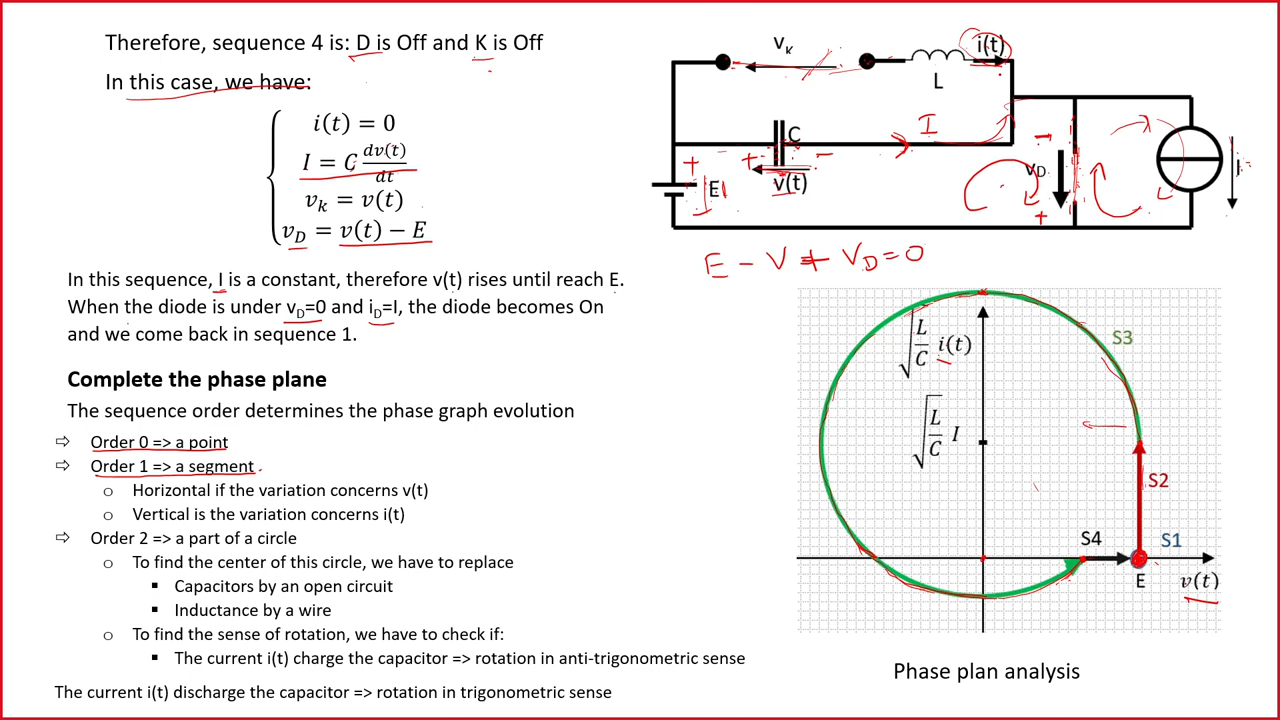 Therefore, sequence 4 is: D is Off and K is Off
In this case, we have:
i(t) = 0
I = C dv(t)/dt
v_k = v(t)
v_D = v(t) − E
In this sequence, I is a constant, therefore v(t) rises until reach E.
When the diode is under v_D=0 and i_D=I, the diode becomes On
and we come back in sequence 1.
Complete the phase plane
The sequence order determines the phase graph evolution
⇨ Order 0 => a point
⇨ Order 1 => a segment
o Horizontal if the variation concerns v(t)
o Vertical is the variation concerns i(t)
⇨ Order 2 => a part of a circle
o To find the center of this circle, we have to replace
▪ Capacitors by an open circuit
▪ Inductance by a wire
o To find the sense of rotation, we have to check if:
▪ The current i(t) charge the capacitor => rotation in anti-trigonometric sense
The current i(t) discharge the capacitor => rotation in trigonometric sense
v_K
i(t)
L
I
C
+ −
+
v(t)
E
−
v_D
+
E − V + V_D = 0
√(L/C) i(t)
S3
√(L/C) I
S2
S4
S1
E
v(t)
Phase plan analysis